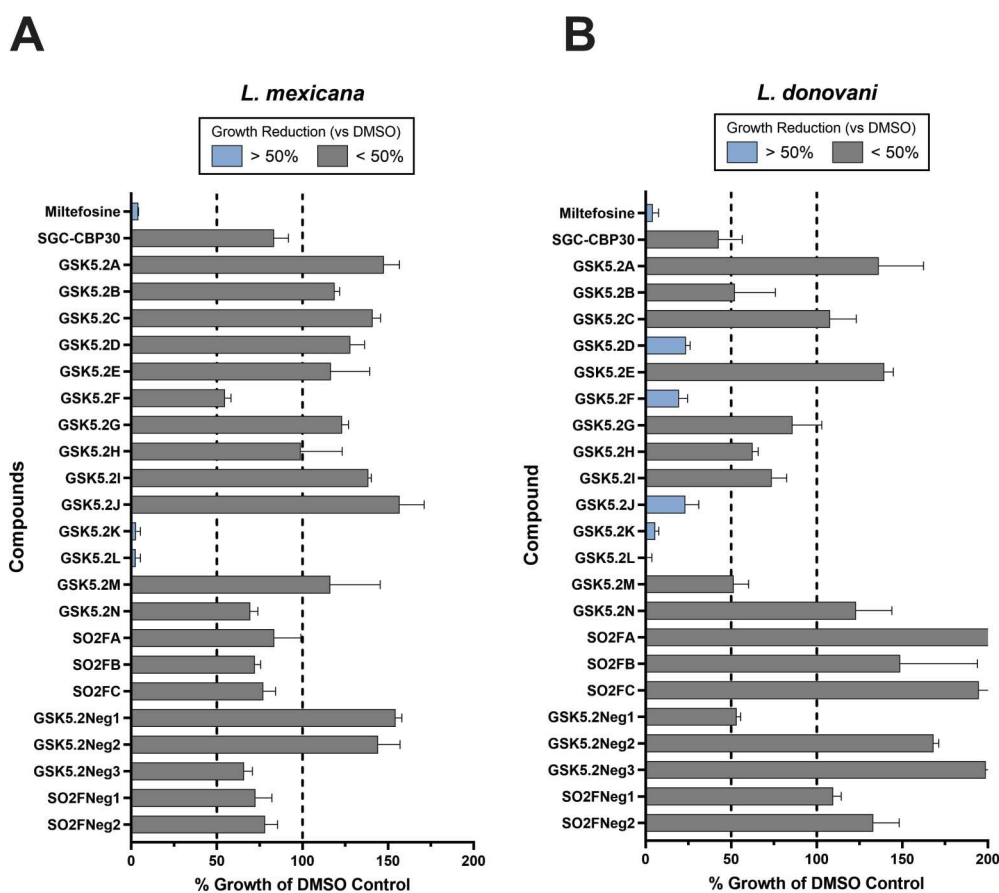 A
L. mexicana
Growth Reduction (vs DMSO)
> 50% < 50%
Compounds
Miltefosine
SGC-CBP30
GSK5.2A
GSK5.2B
GSK5.2C
GSK5.2D
GSK5.2E
GSK5.2F
GSK5.2G
GSK5.2H
GSK5.2I
GSK5.2J
GSK5.2K
GSK5.2L
GSK5.2M
GSK5.2N
SO2FA
SO2FB
SO2FC
GSK5.2Neg1
GSK5.2Neg2
GSK5.2Neg3
SO2FNeg1
SO2FNeg2
0 50 100 150 200
% Growth of DMSO Control
B
L. donovani
Growth Reduction (vs DMSO)
> 50% < 50%
Compound
Miltefosine
SGC-CBP30
GSK5.2A
GSK5.2B
GSK5.2C
GSK5.2D
GSK5.2E
GSK5.2F
GSK5.2G
GSK5.2H
GSK5.2I
GSK5.2J
GSK5.2K
GSK5.2L
GSK5.2M
GSK5.2N
SO2FA
SO2FB
SO2FC
GSK5.2Neg1
GSK5.2Neg2
GSK5.2Neg3
SO2FNeg1
SO2FNeg2
0 50 100 150 200
% Growth of DMSO Control